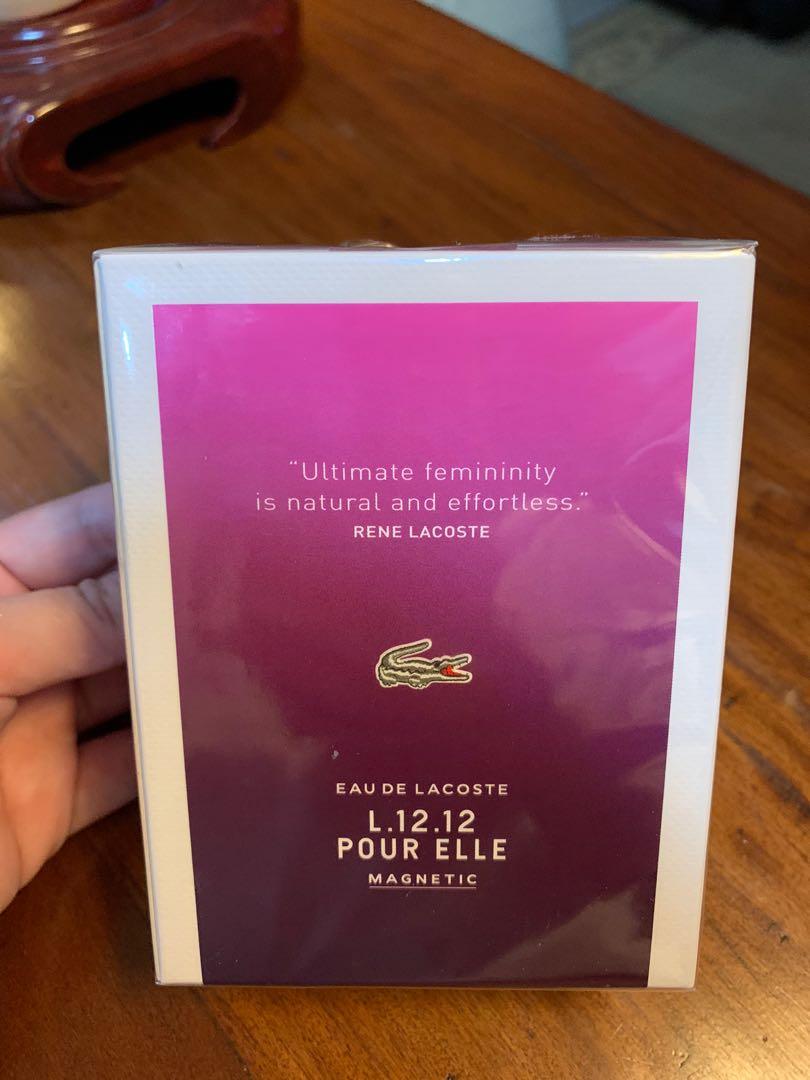 “Ultimate femininity
is natural and effortless.”
RENE LACOSTE
EAU DE LACOSTE
L.12.12
POUR ELLE
MAGNETIC